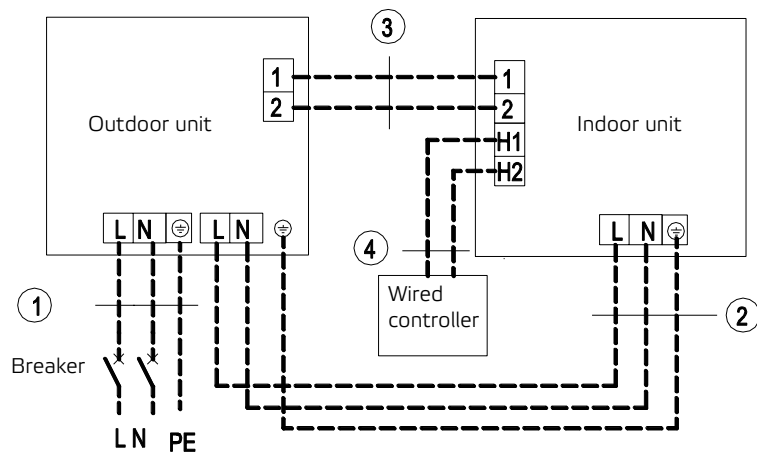 3
1
1
2
2
Outdoor unit
Indoor unit
H1
H2
L N
L N
L N
4
1
Wired
controller
2
Breaker
L N
PE